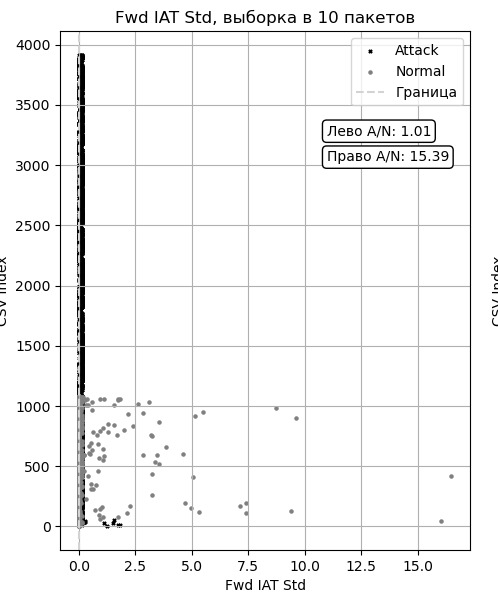 Fwd IAT Std, выборка в 10 пакетов
4000
3500
3000
2500
2000
1500
1000
500
0
CSV Index
Attack
Normal
Граница
Лево A/N: 1.01
Право A/N: 15.39
0.0 2.5 5.0 7.5 10.0 12.5 15.0
Fwd IAT Std
CSV Index